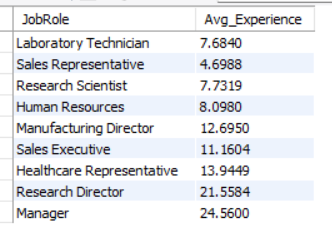 JobRole Avg_Experience
Laboratory Technician 7.6840
Sales Representative 4.6988
Research Scientist 7.7319
Human Resources 8.0980
Manufacturing Director 12.6950
Sales Executive 11.1604
Healthcare Representative 13.9449
Research Director 21.5584
Manager 24.5600